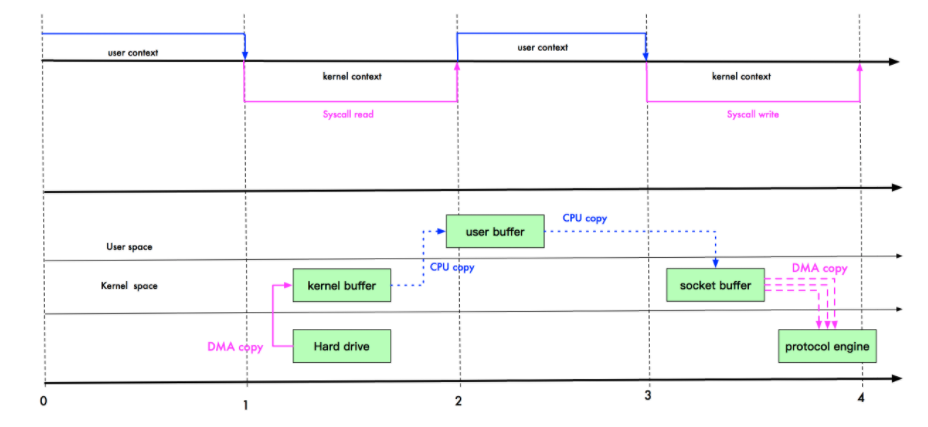 user context
user context
kernel context
kernel context
Syscall read
Syscall write
user buffer
CPU copy
User space
CPU copy
DMA copy
Kernel space
kernel buffer
socket buffer
DMA copy
Hard drive
protocol engine
0
1
2
3
4